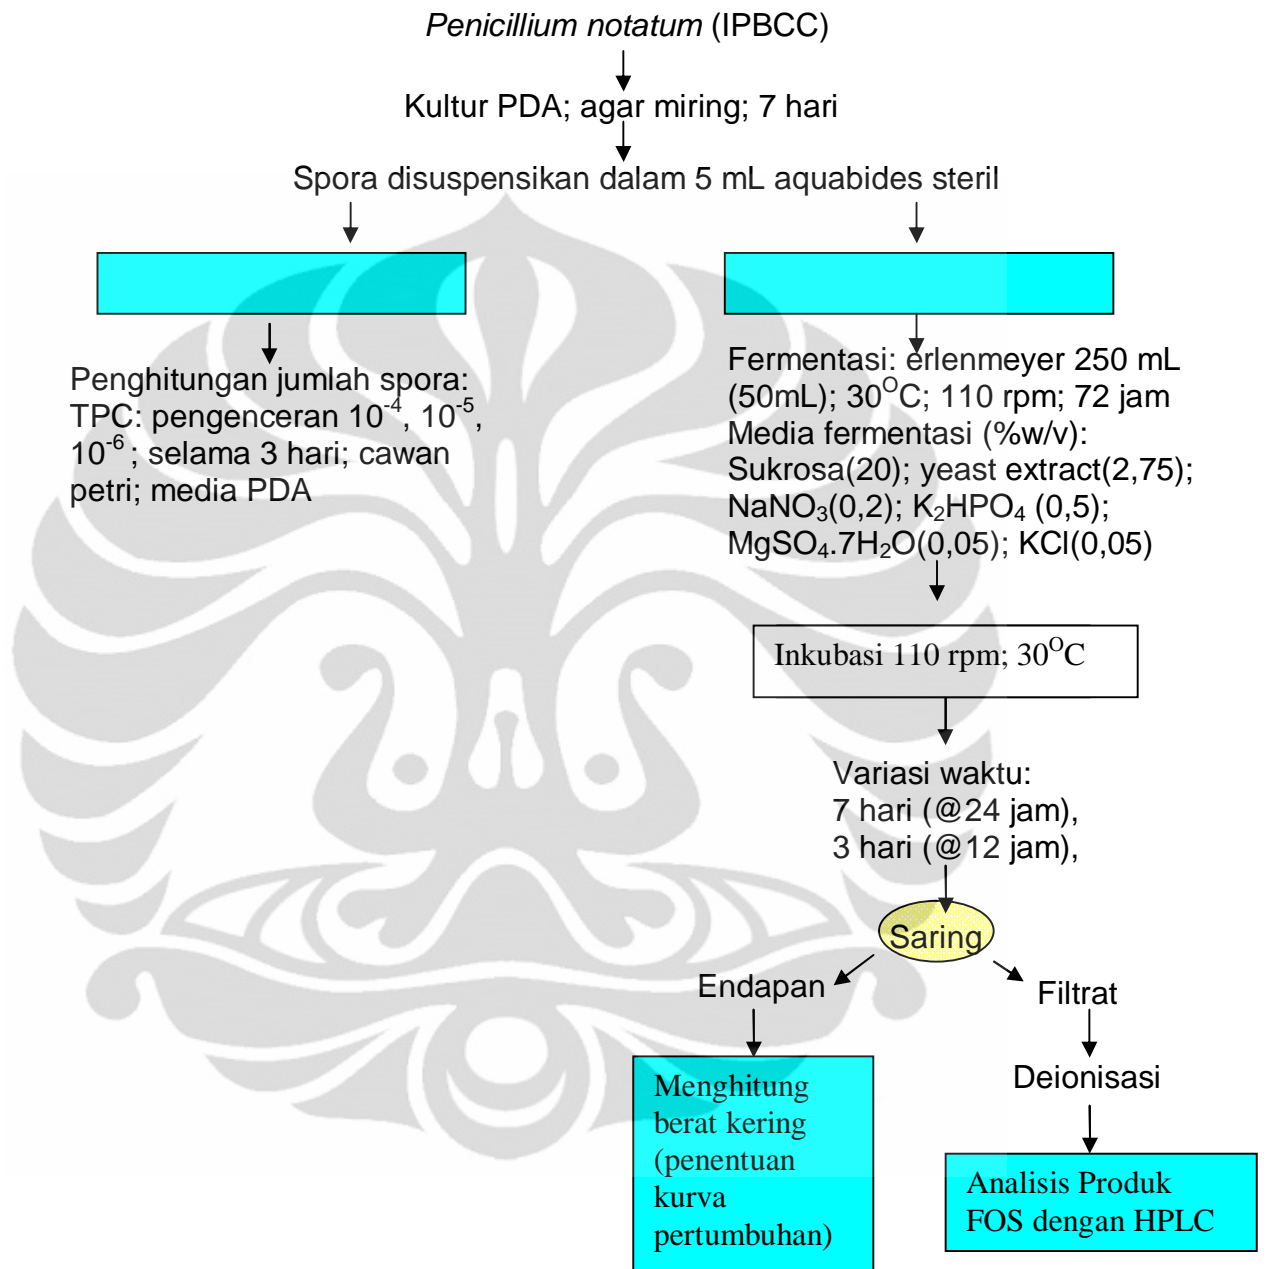 Penicillium notatum (IPBCC)
Kultur PDA; agar miring; 7 hari
Spora disuspensikan dalam 5 mL aquabides steril
Penghitungan jumlah spora:
TPC: pengenceran 10⁻⁴, 10⁻⁵,
10⁻⁶ ; selama 3 hari; cawan
petri; media PDA
Fermentasi: erlenmeyer 250 mL
(50mL); 30ᴼC; 110 rpm; 72 jam
Media fermentasi (%w/v):
Sukrosa(20); yeast extract(2,75);
NaNO₃(0,2); K₂HPO₄ (0,5);
MgSO₄.7H₂O(0,05); KCl(0,05)
Inkubasi 110 rpm; 30ᴼC
Variasi waktu:
7 hari (@24 jam),
3 hari (@12 jam),
Saring
Endapan
Filtrat
Deionisasi
Menghitung
berat kering
(penentuan
kurva
pertumbuhan)
Analisis Produk
FOS dengan HPLC